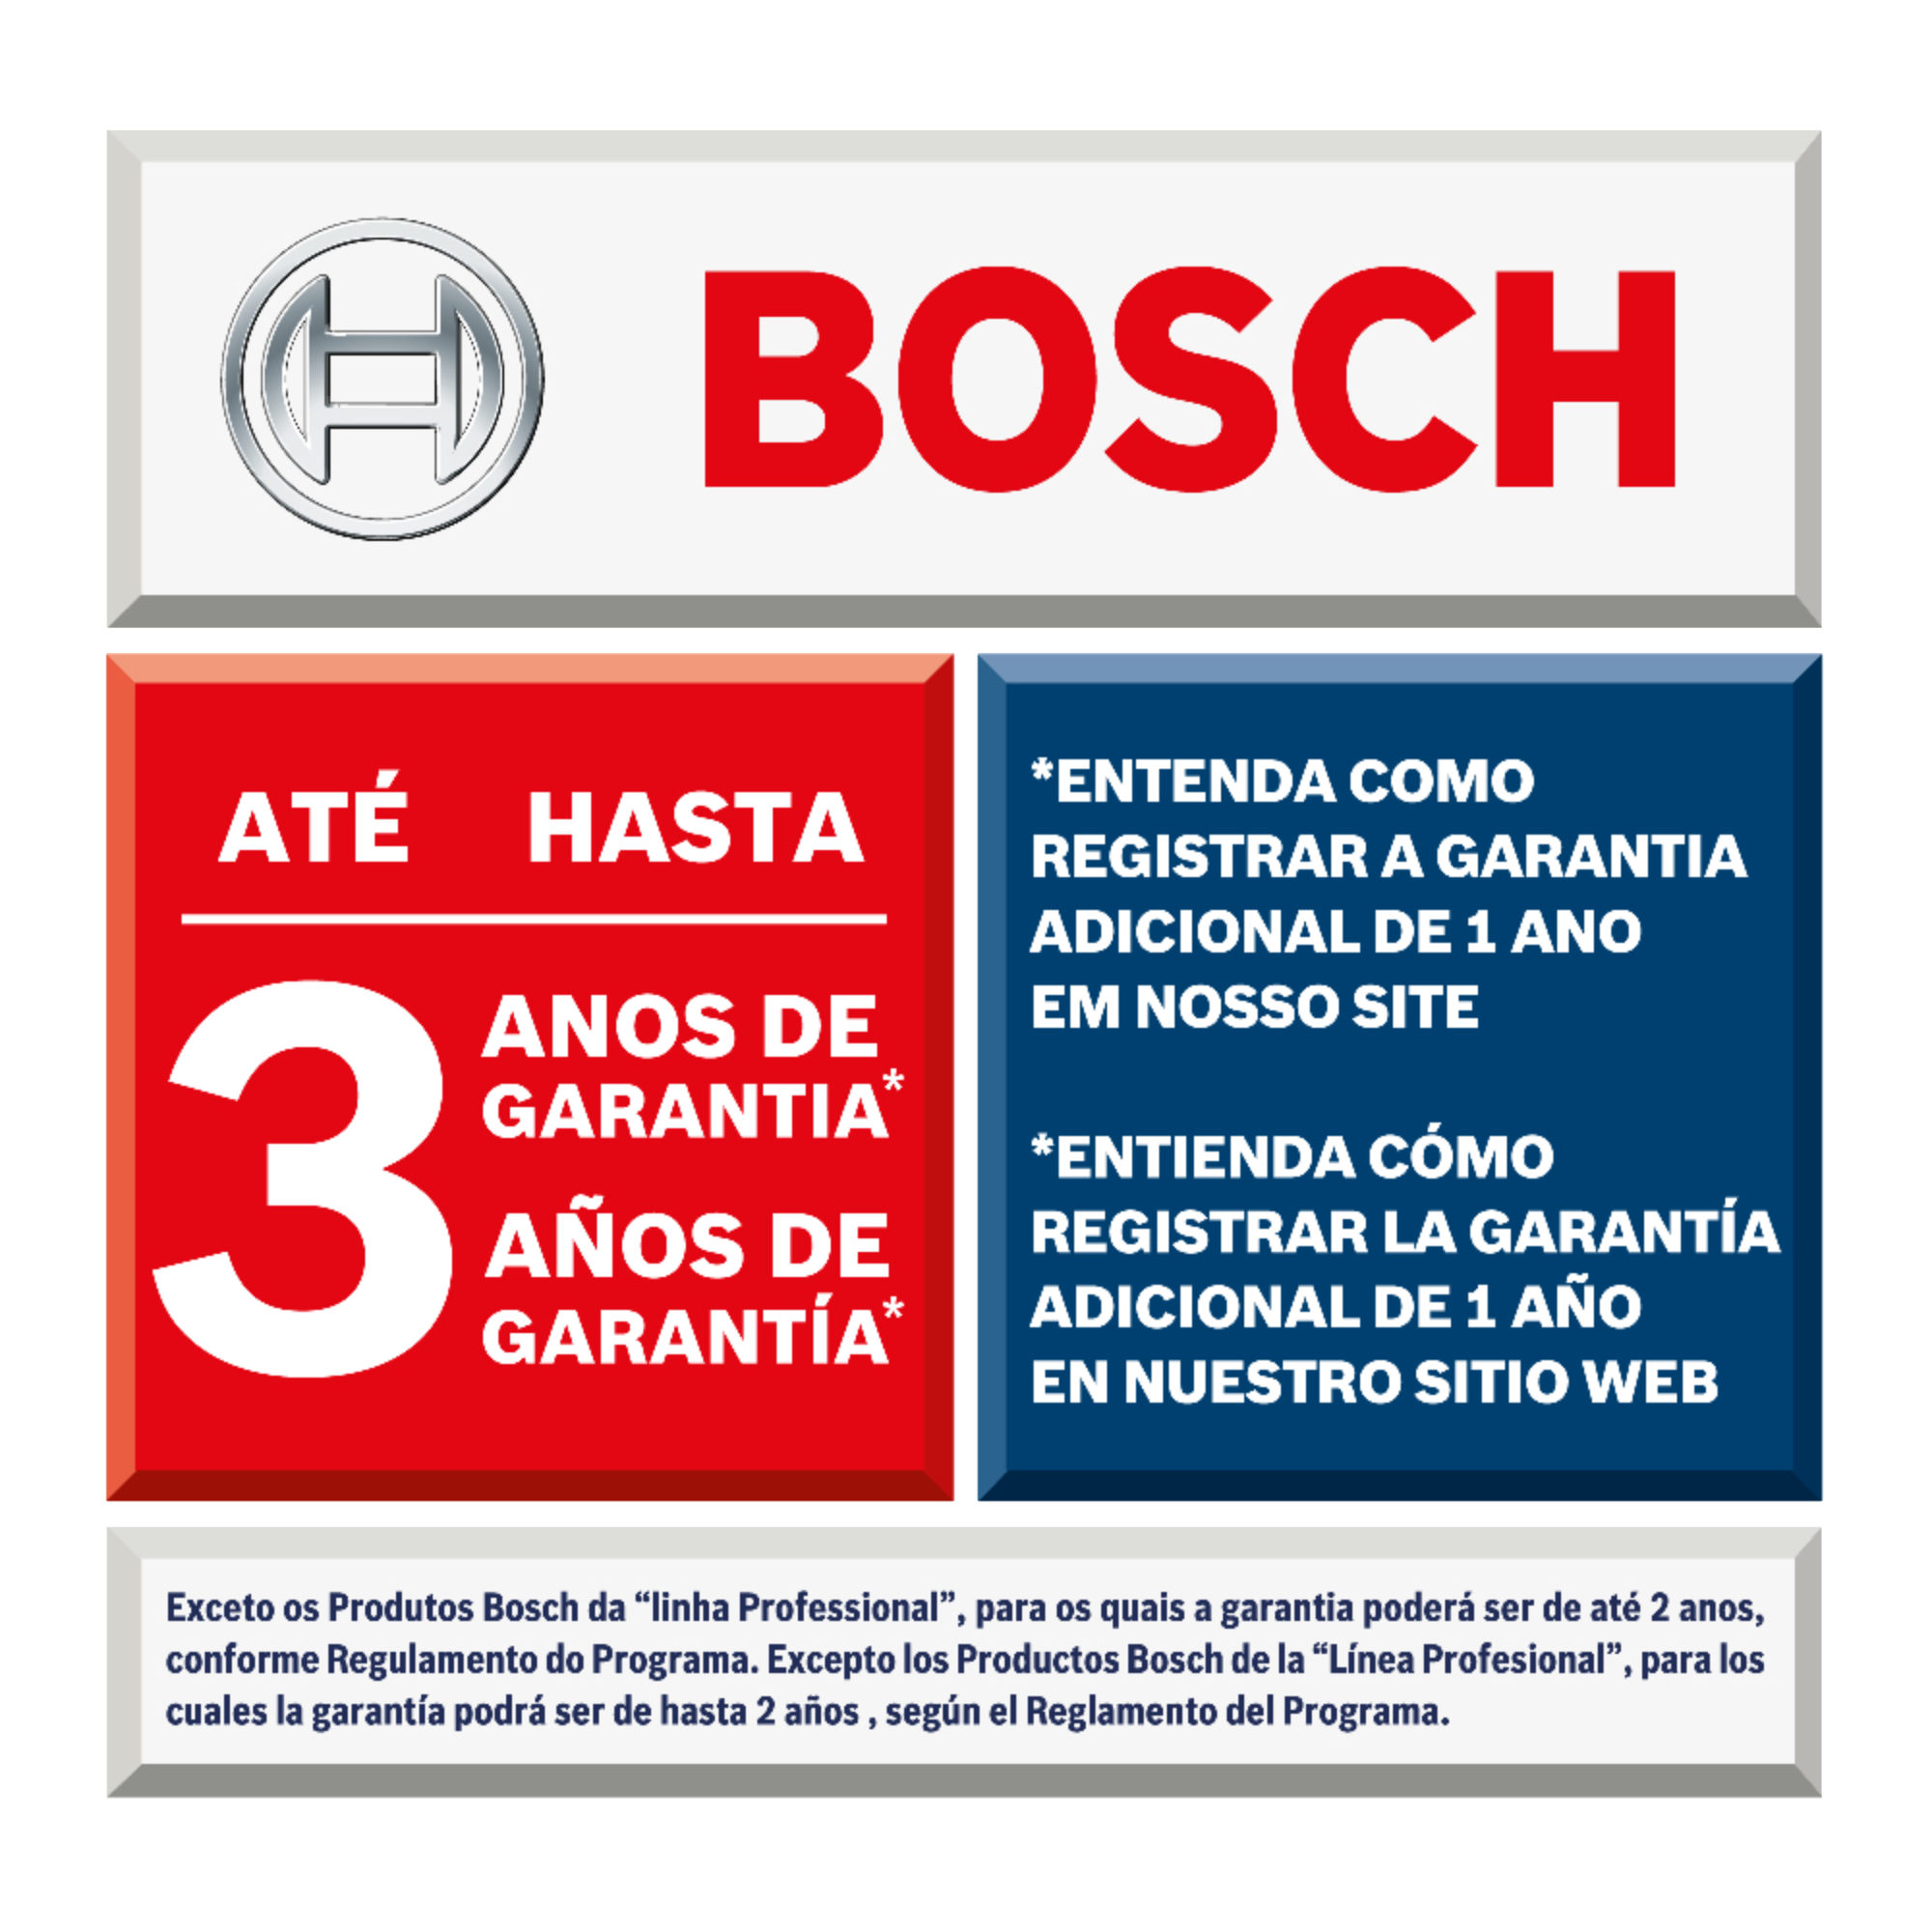 BOSCH
ATÉ HASTA
3
ANOS DE
GARANTIA*
AÑOS DE
GARANTÍA*
*ENTENDA COMO
REGISTRAR A GARANTIA
ADICIONAL DE 1 ANO
EM NOSSO SITE
*ENTIENDA CÓMO
REGISTRAR LA GARANTÍA
ADICIONAL DE 1 AÑO
EN NUESTRO SITIO WEB
Exceto os Produtos Bosch da “linha Professional”, para os quais a garantia poderá ser de até 2 anos,
conforme Regulamento do Programa. Excepto los Productos Bosch de la “Línea Profesional”, para los
cuales la garantía podrá ser de hasta 2 años , según el Reglamento del Programa.